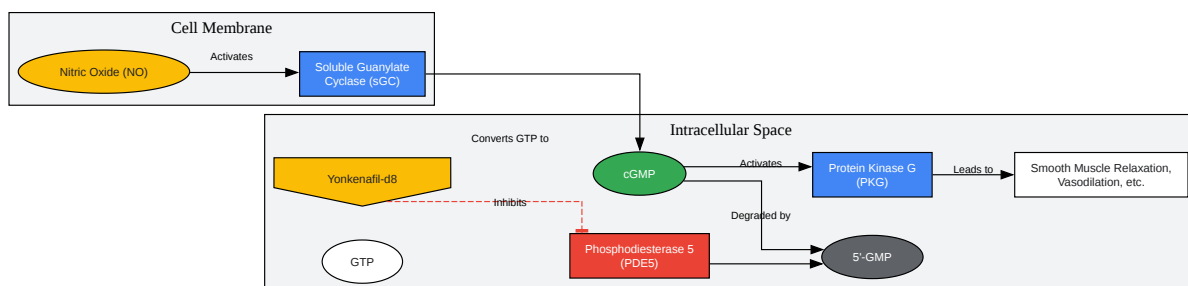 Cell Membrane
Nitric Oxide (NO)
Activates
Soluble Guanylate
Cyclase (sGC)
Converts GTP to
Intracellular Space
Yonkenafil-d8
cGMP
Activates
Protein Kinase G
(PKG)
Leads to
Smooth Muscle Relaxation,
Vasodilation, etc.
Inhibits
Degraded by
GTP
Phosphodiesterase 5
(PDE5)
5'-GMP